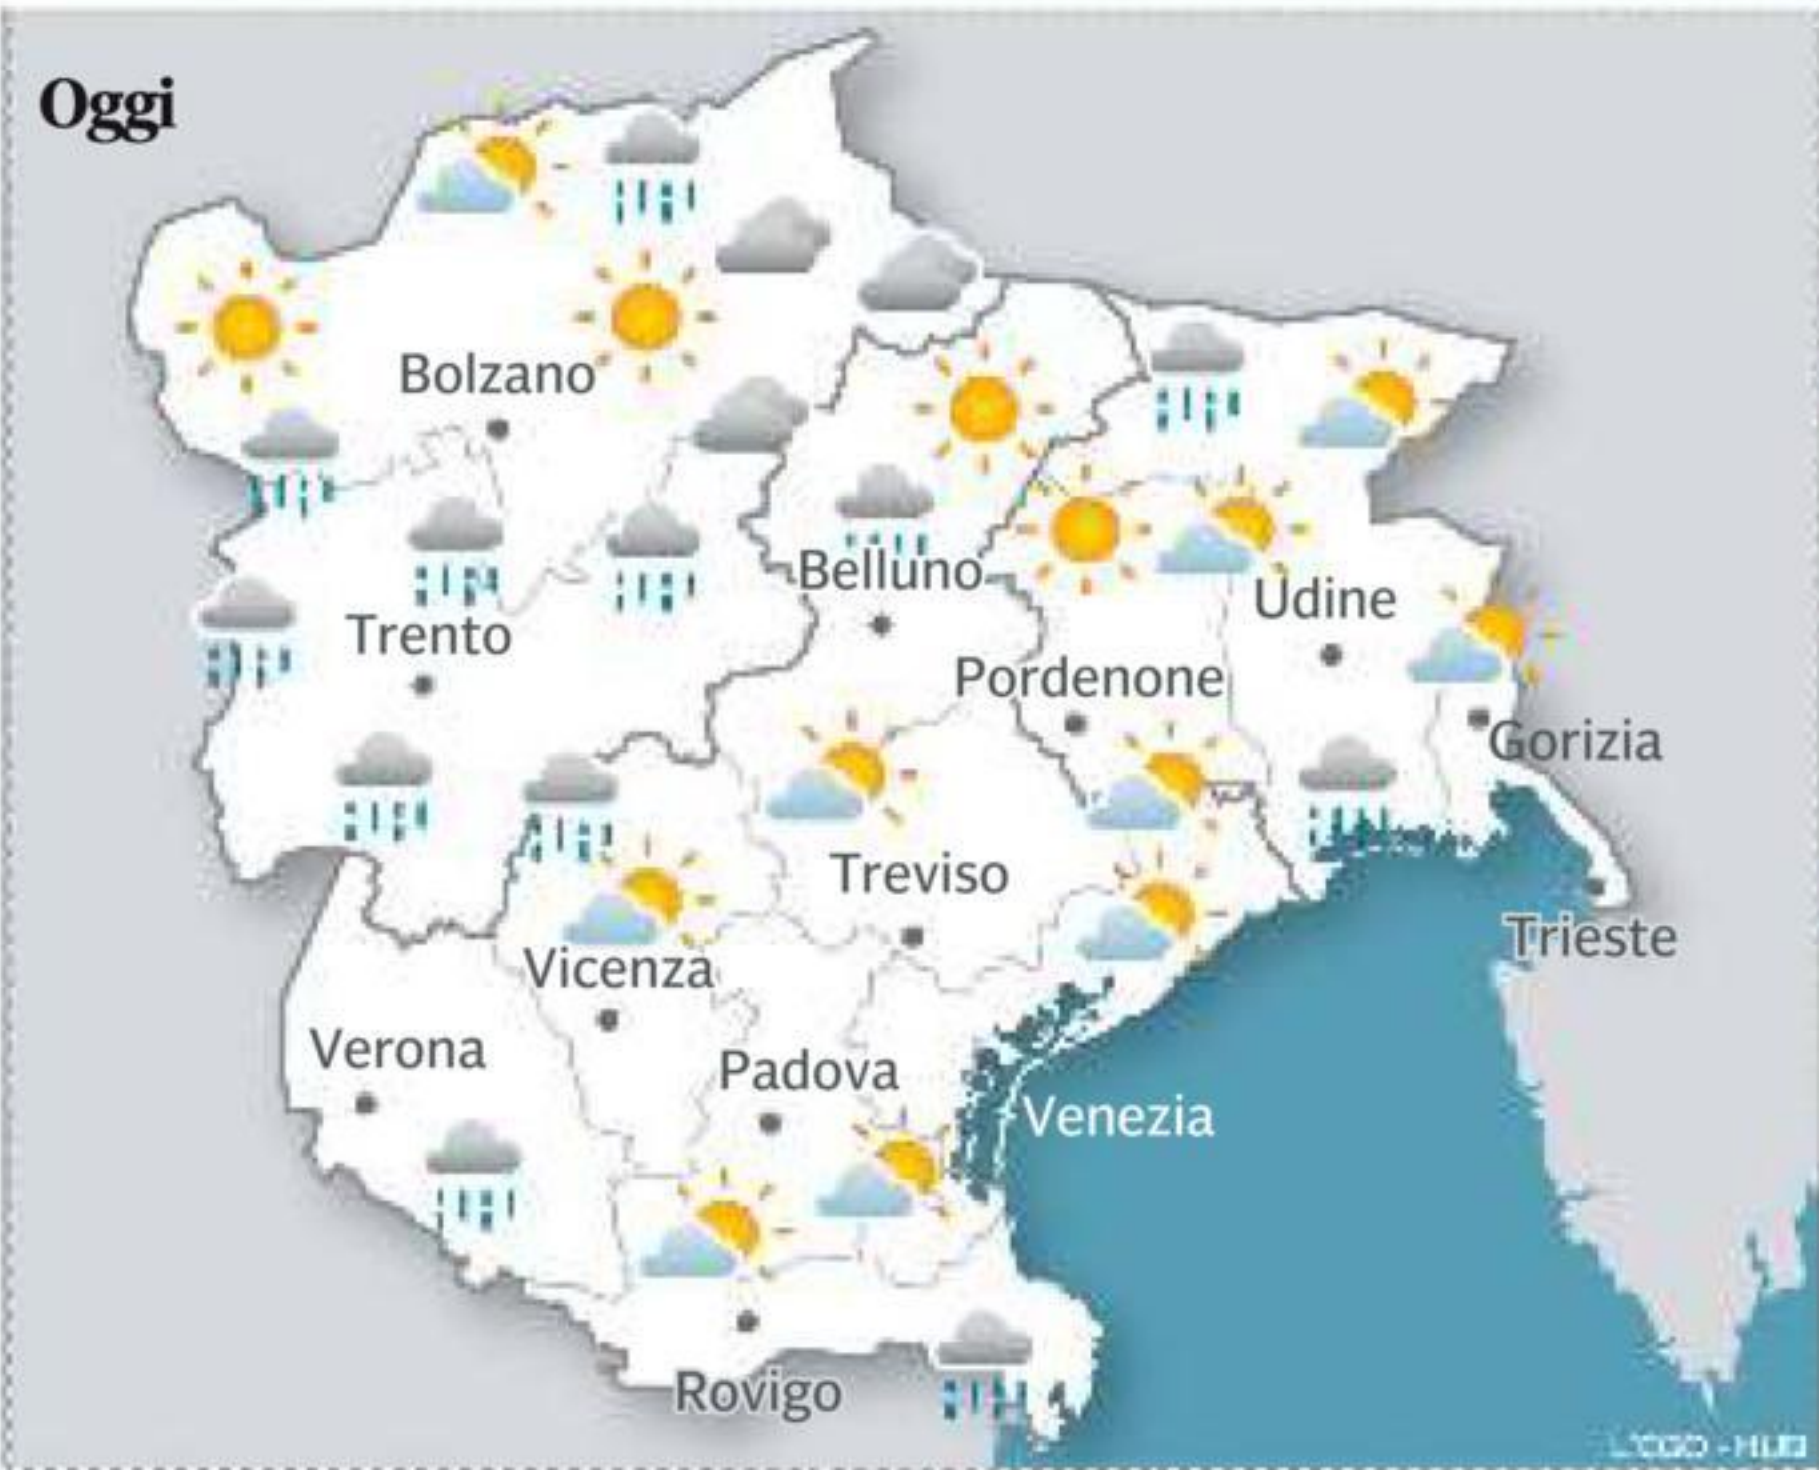 Oggi
Bolzano
Belluno
Udine
Trento
Pordenone
Gorizia
Treviso
Trieste
Vicenza
Verona
Padova
Venezia
Rovigo